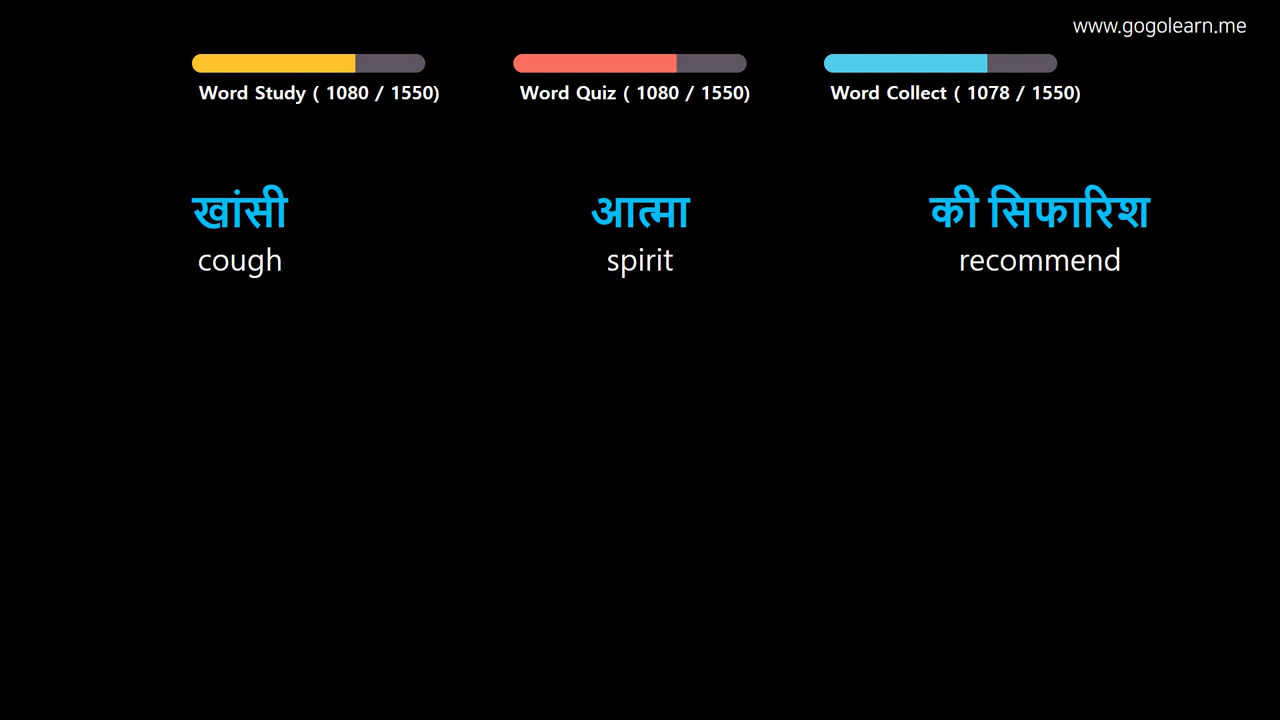 www.gogolearn.me
Word Study ( 1080 / 1550)
Word Quiz ( 1080 / 1550)
Word Collect ( 1078 / 1550)
खांसी
cough
आत्मा
spirit
की सिफारिश
recommend